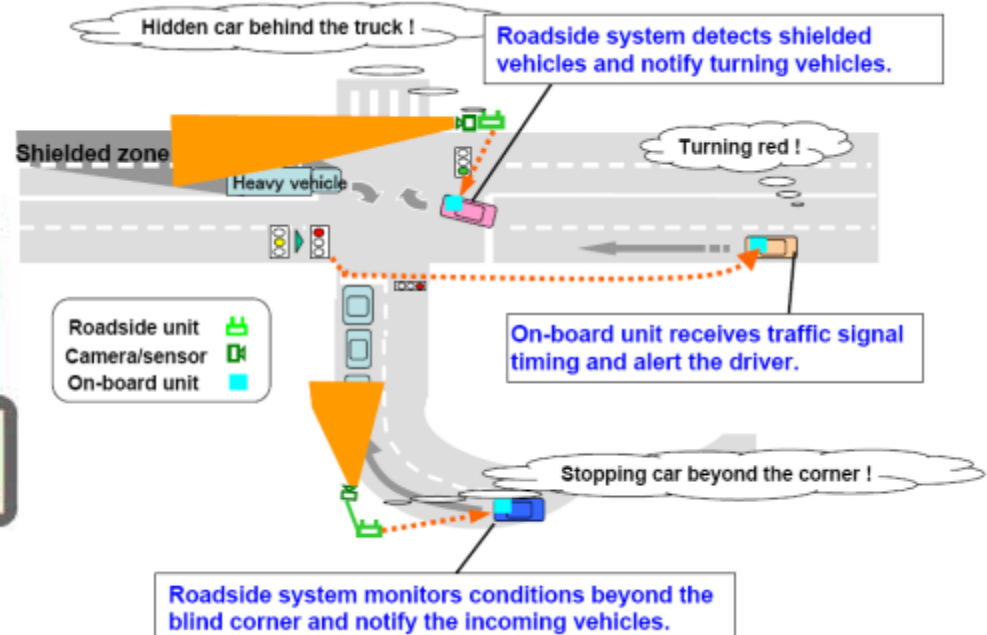 Hidden car behind the truck !
Roadside system detects shielded
vehicles and notify turning vehicles.
Shielded zone
Heavy vehicle
Turning red !
Roadside unit
Camera/sensor
On-board unit
On-board unit receives traffic signal
timing and alert the driver.
Stopping car beyond the corner !
Roadside system monitors conditions beyond the
blind corner and notify the incoming vehicles.